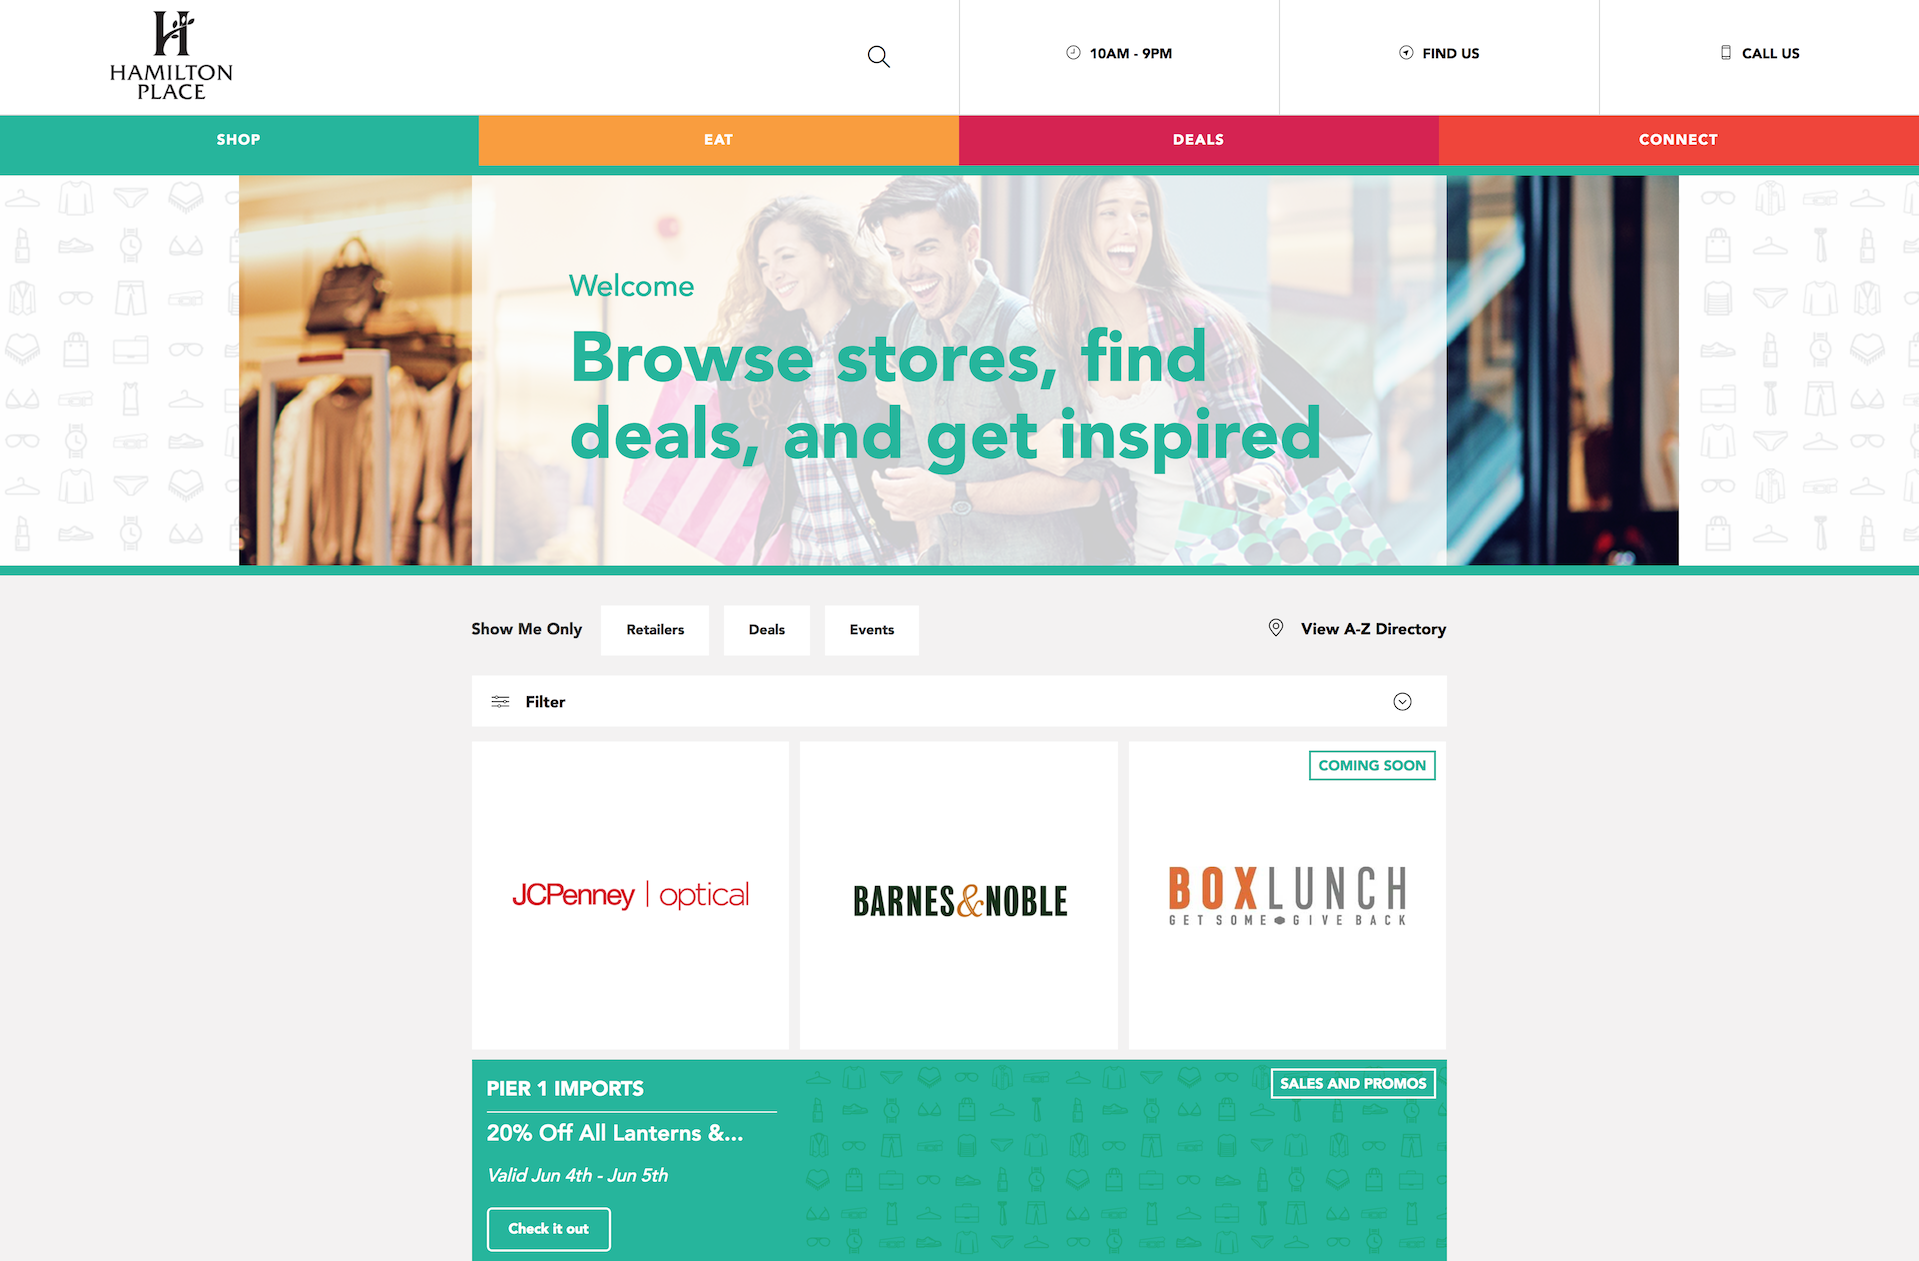 HAMILTON
PLACE
10AM - 9PM
FIND US
CALL US
SHOP
EAT
DEALS
CONNECT
Welcome
Browse stores, find
deals, and get inspired
Show Me Only
Retailers
Deals
Events
View A-Z Directory
Filter
COMING SOON
JCPenney | optical
BARNES&NOBLE
BOXLUNCH
GET SOME GIVE BACK
PIER 1 IMPORTS
SALES AND PROMOS
20% Off All Lanterns &...
Valid Jun 4th - Jun 5th
Check it out